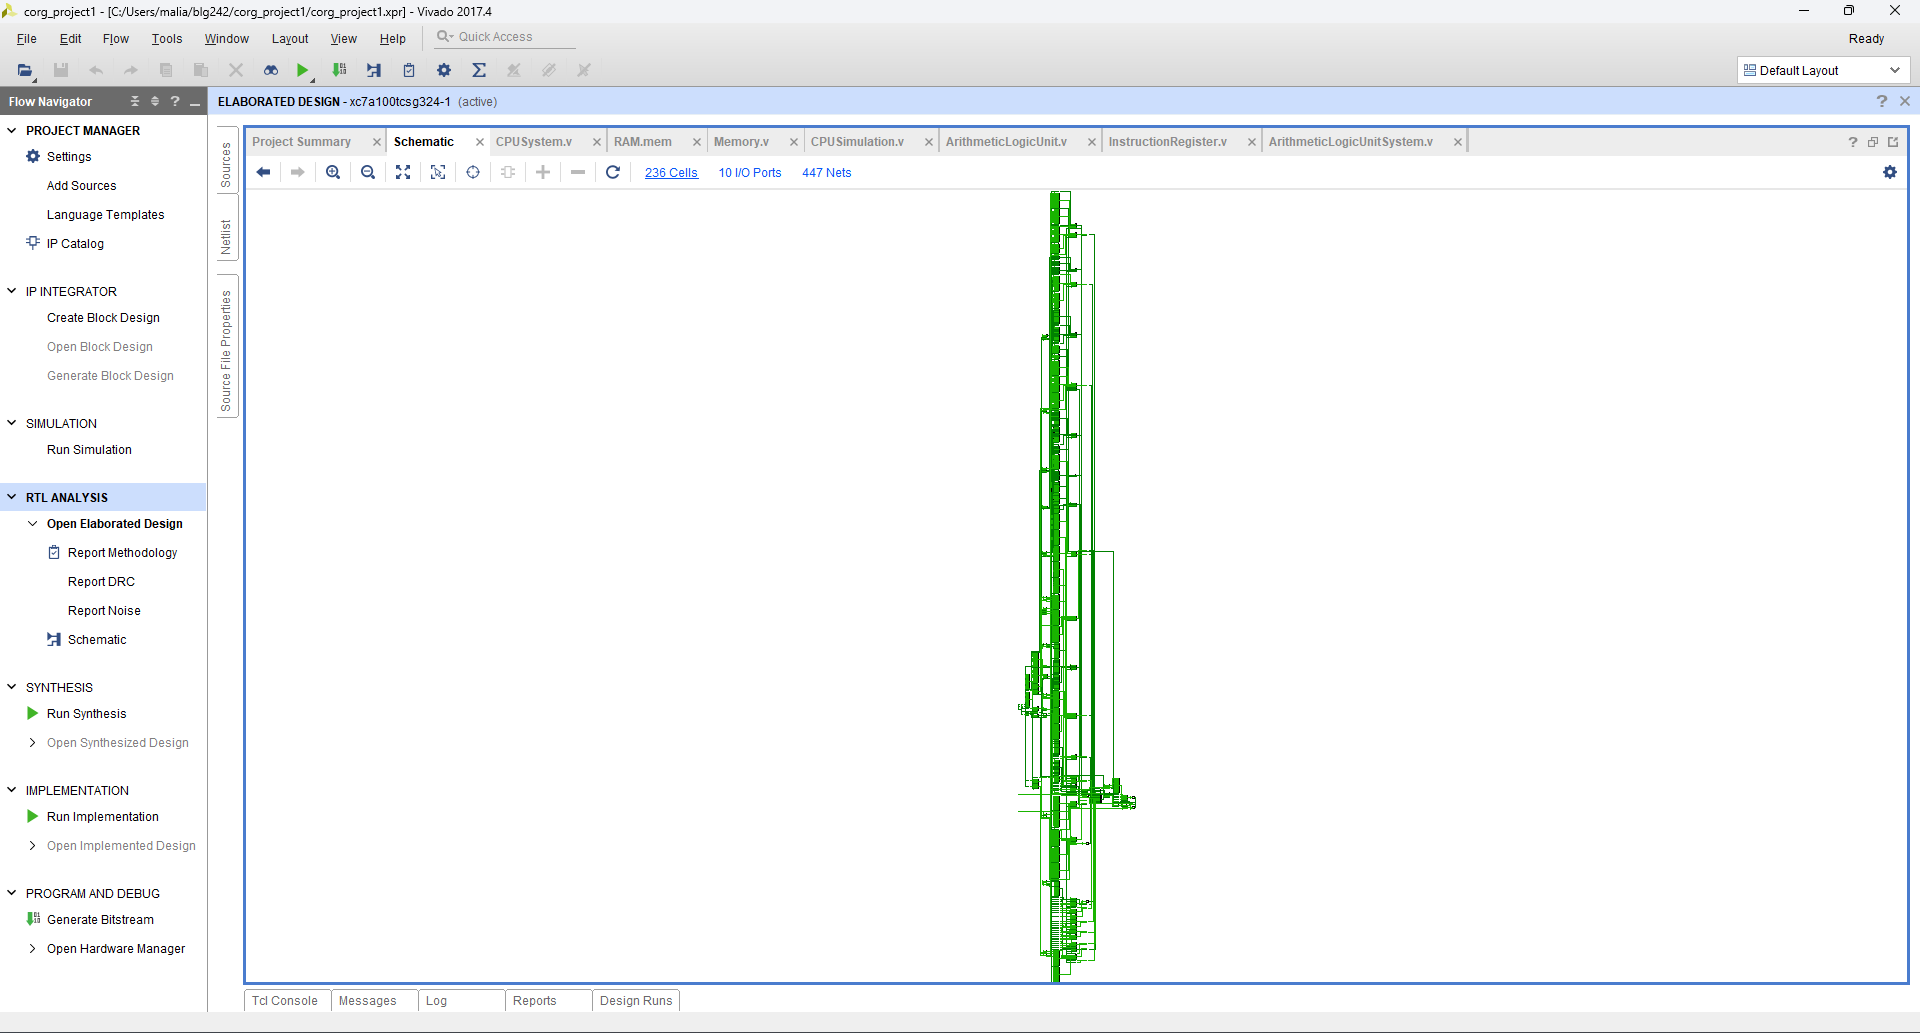 corg_project1 - [C:/Users/malia/blg242/corg_project1/corg_project1.xpr] - Vivado 2017.4
File Edit Flow Tools Window Layout View Help Quick Access Ready
Default Layout
Flow Navigator
ELABORATED DESIGN - xc7a100tcsg324-1 (active)
PROJECT MANAGER
Settings
Add Sources
Language Templates
IP Catalog
IP INTEGRATOR
Create Block Design
Open Block Design
Generate Block Design
SIMULATION
Run Simulation
RTL ANALYSIS
Open Elaborated Design
Report Methodology
Report DRC
Report Noise
Schematic
SYNTHESIS
Run Synthesis
Open Synthesized Design
IMPLEMENTATION
Run Implementation
Open Implemented Design
PROGRAM AND DEBUG
Generate Bitstream
Open Hardware Manager
Sources
Netlist
Source File Properties
Project Summary Schematic CPUSystem.v RAM.mem Memory.v CPUSimulation.v ArithmeticLogicUnit.v InstructionRegister.v ArithmeticLogicUnitSystem.v
236 Cells 10 I/O Ports 447 Nets
Tcl Console Messages Log Reports Design Runs